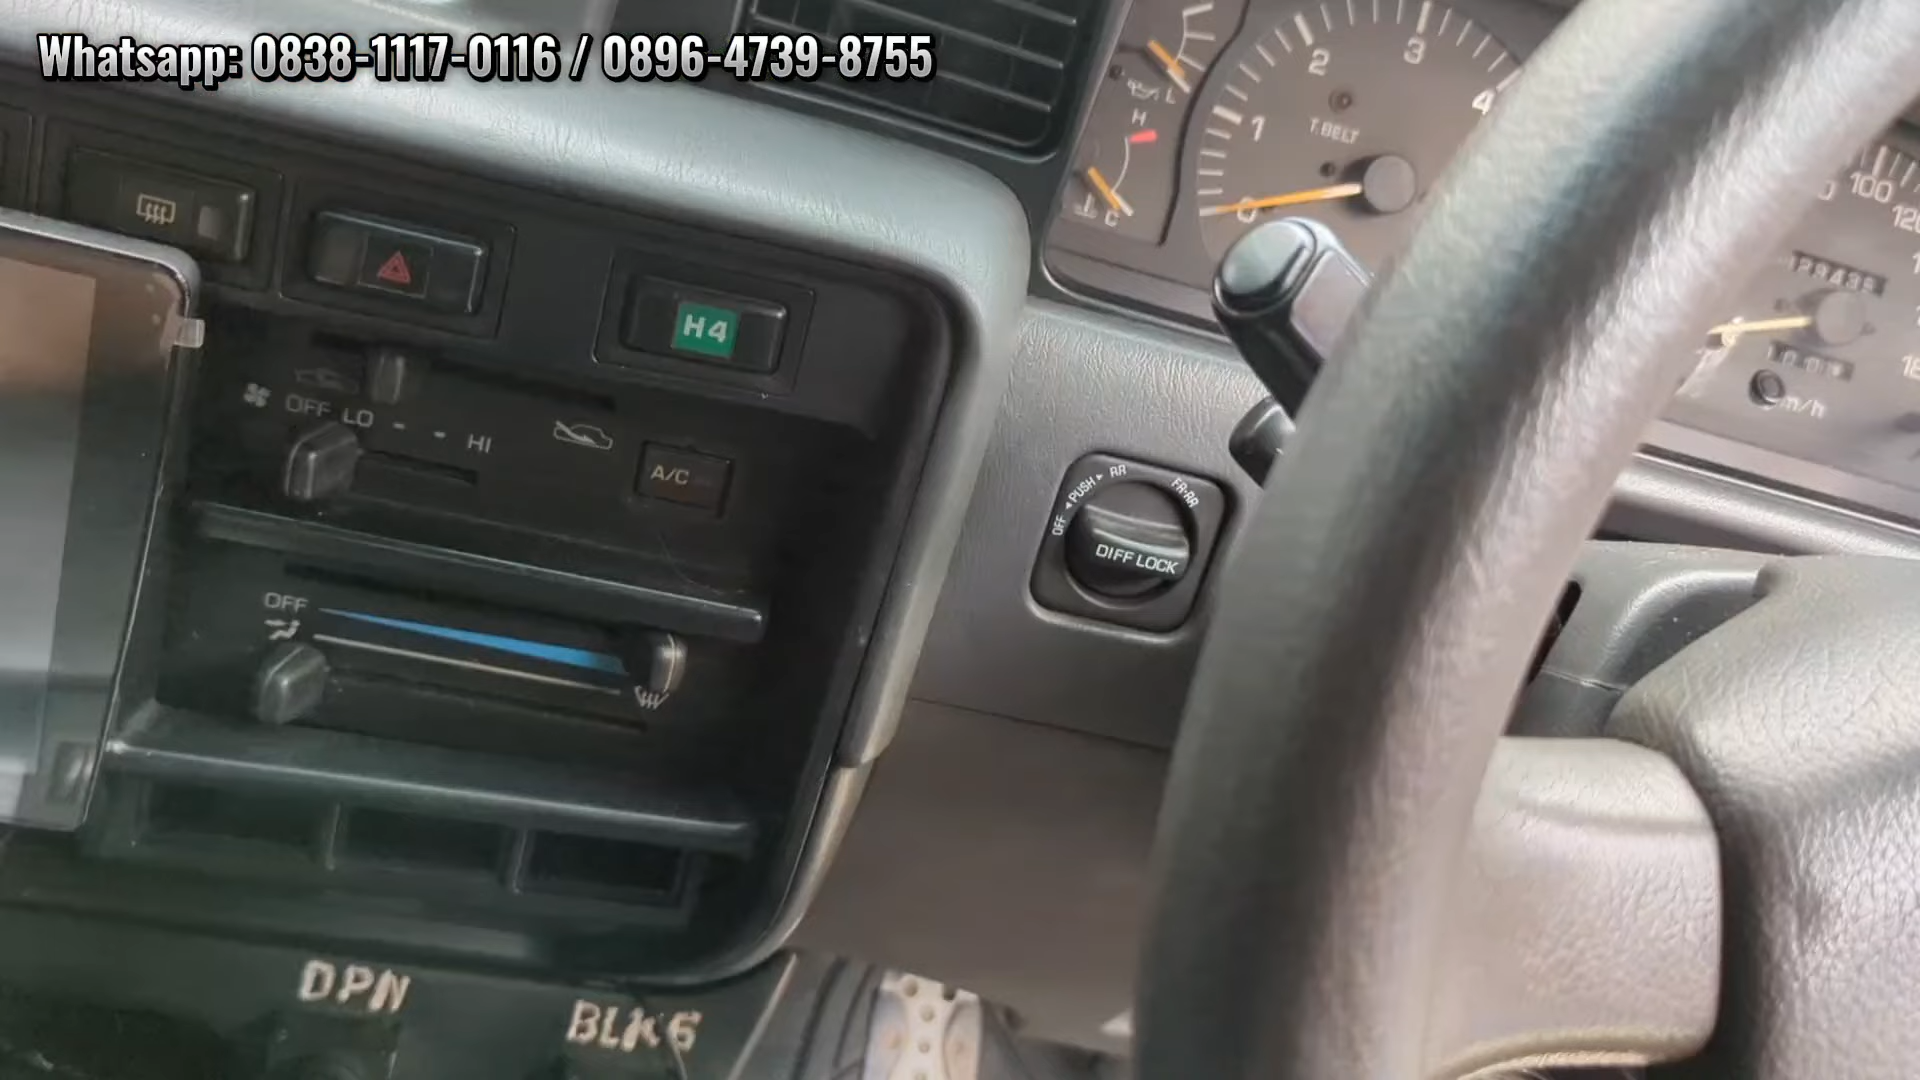 Whatsapp: 0838-1117-0116 / 0896-4739-8755
H4
OFF LO - - HI
A/C
OFF
DPN
BLK6
OFF ◄PUSH► RR FR·RR
DIFF LOCK
L
H
C
0 1 2 3 4
T.BELT
100
km/h